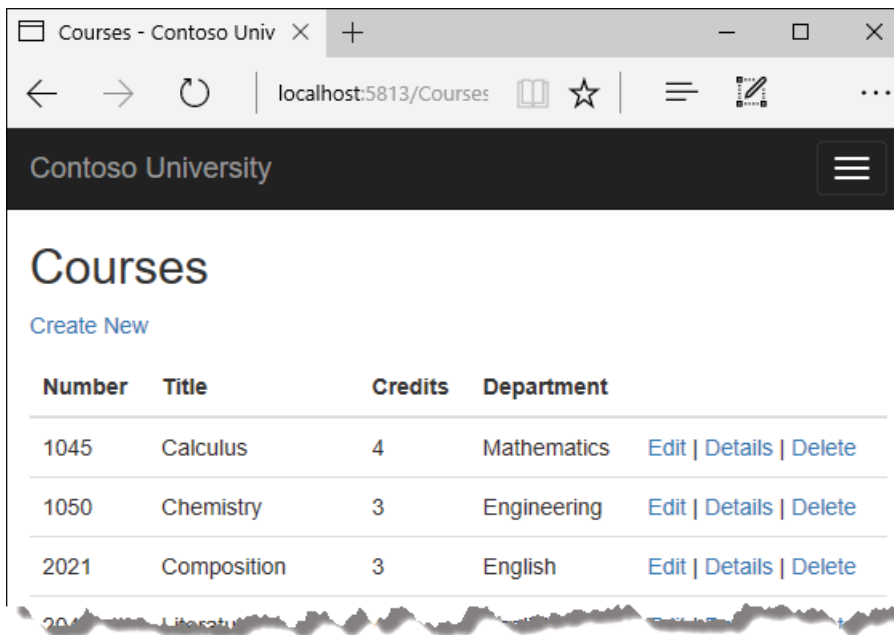 Courses - Contoso Univ
localhost:5813/Courses
Contoso University
Courses
Create New
Number Title Credits Department
1045 Calculus 4 Mathematics Edit | Details | Delete
1050 Chemistry 3 Engineering Edit | Details | Delete
2021 Composition 3 English Edit | Details | Delete